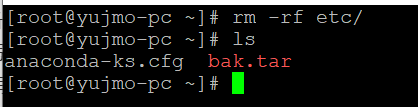 [root@yujmo-pc ~]# rm -rf etc/
[root@yujmo-pc ~]# ls
anaconda-ks.cfg  bak.tar
[root@yujmo-pc ~]#